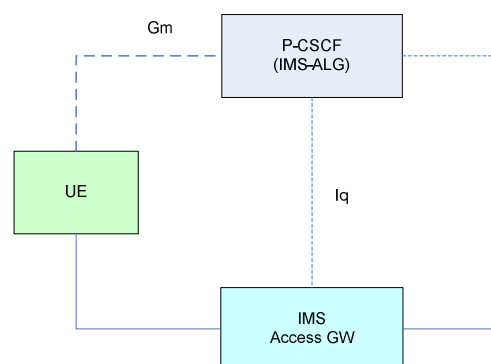 Gm
P-CSCF
(IMS-ALG)
UE
Iq
IMS
Access GW